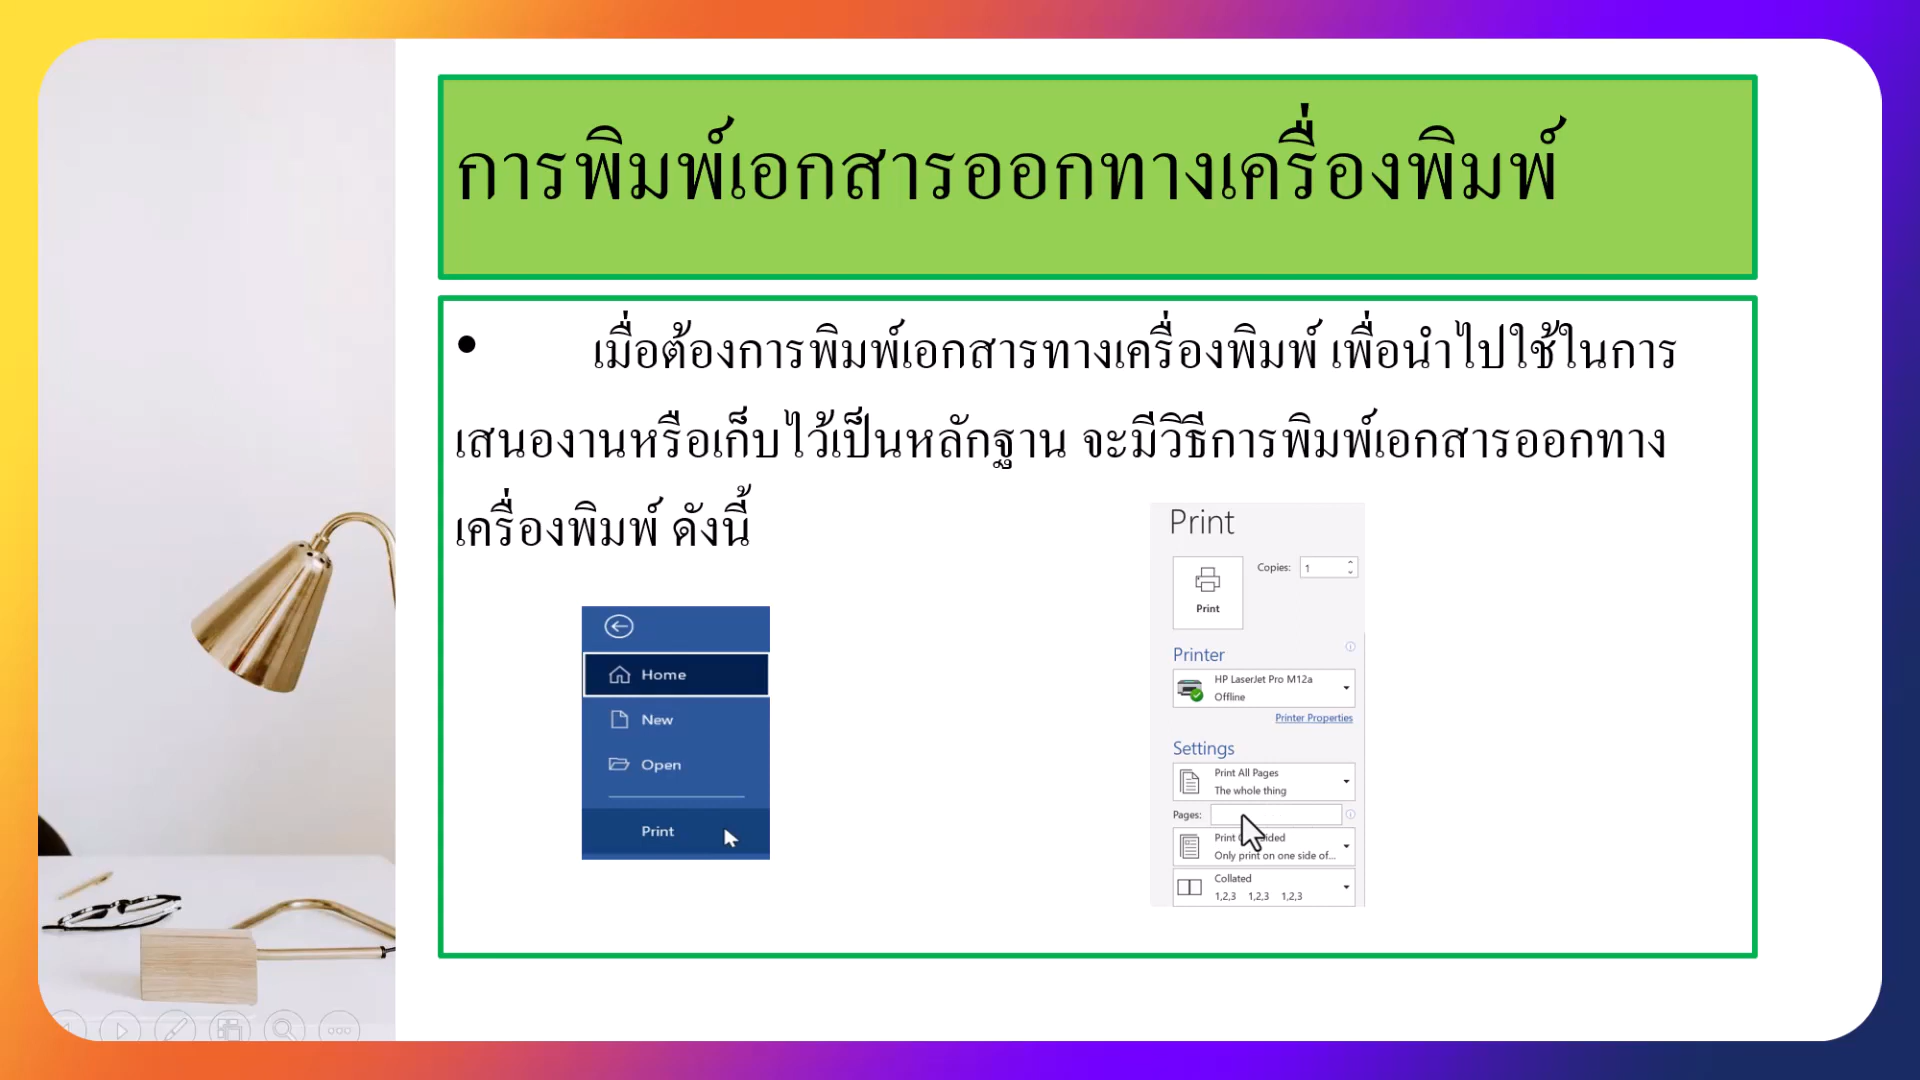 การพิมพ์เอกสารออกทางเครื่องพิมพ์
• เมื่อต้องการพิมพ์เอกสารทางเครื่องพิมพ์ เพื่อนำไปใช้ในการ
เสนองานหรือเก็บไว้เป็นหลักฐาน จะมีวิธีการพิมพ์เอกสารออกทาง
เครื่องพิมพ์ ดังนี้
Home
New
Open
Print
Print
Copies: 1
Print
Printer
HP LaserJet Pro M12a
Offline
Printer Properties
Settings
Print All Pages
The whole thing
Pages:
Print
Only print on one side of...
Collated
1,2,3 1,2,3 1,2,3